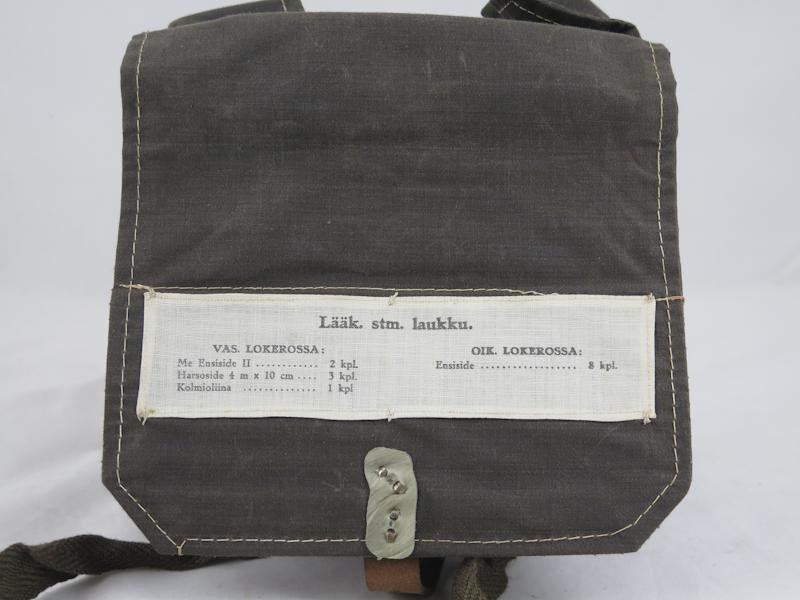 Lääk. stm. laukku.
VAS. LOKEROSSA:
Me Ensiside II ............ 2 kpl.
Harsoside 4 m x 10 cm .... 3 kpl.
Kolmioliina .............. 1 kpl
OIK. LOKEROSSA:
Ensiside .................. 8 kpl.